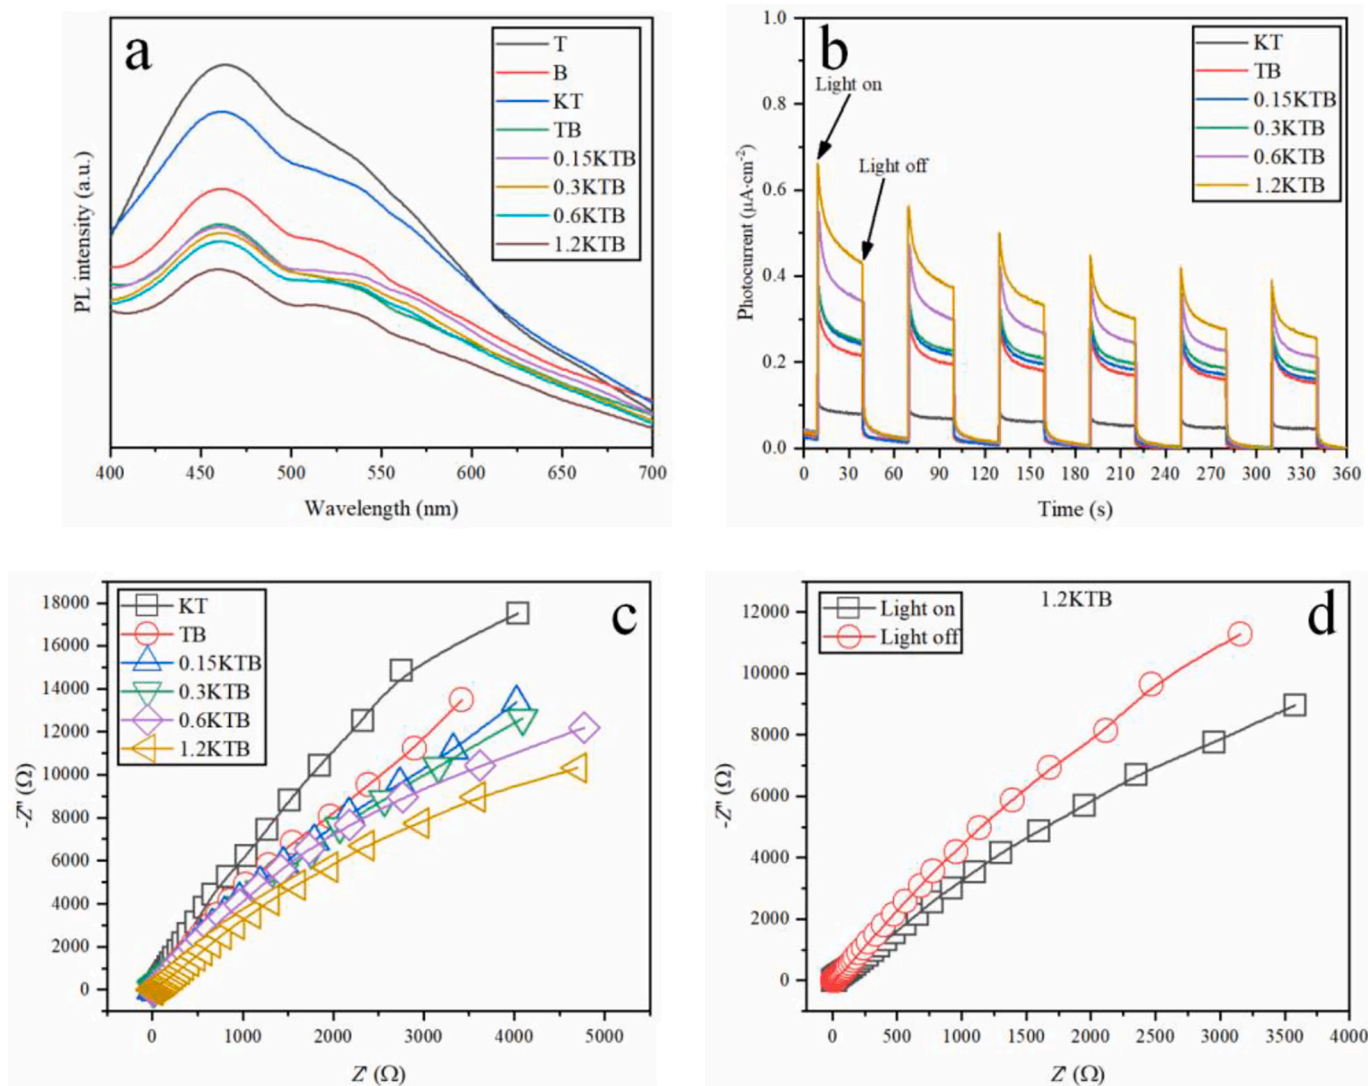 a
T
B
KT
TB
0.15KTB
0.3KTB
0.6KTB
1.2KTB
PL intensity (a.u.)
400 450 500 550 600 650 700
Wavelength (nm)
b
Light on
Light off
KT
TB
0.15KTB
0.3KTB
0.6KTB
1.2KTB
Photocurrent (μA·cm-2)
1.0
0.8
0.6
0.4
0.2
0.0
0 30 60 90 120 150 180 210 240 270 300 330 360
Time (s)
c
KT
TB
0.15KTB
0.3KTB
0.6KTB
1.2KTB
-Z'' (Ω)
18000
16000
14000
12000
10000
8000
6000
4000
2000
0
0 1000 2000 3000 4000 5000
Z' (Ω)
d
1.2KTB
Light on
Light off
-Z'' (Ω)
12000
10000
8000
6000
4000
2000
0
0 500 1000 1500 2000 2500 3000 3500 4000
Z' (Ω)